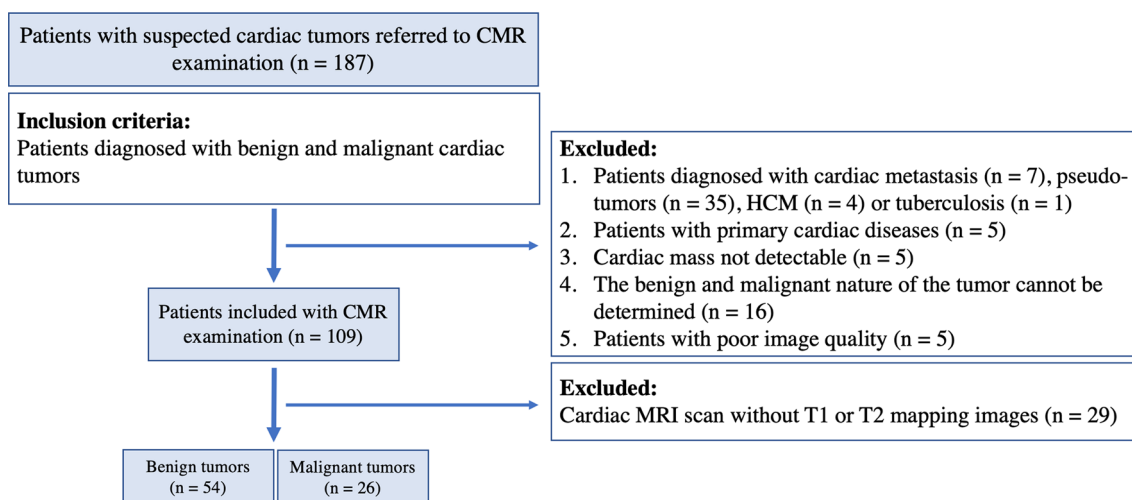 Patients with suspected cardiac tumors referred to CMR
examination (n = 187)
Inclusion criteria:
Patients diagnosed with benign and malignant cardiac
tumors
Excluded:
1. Patients diagnosed with cardiac metastasis (n = 7), pseudo-
tumors (n = 35), HCM (n = 4) or tuberculosis (n = 1)
2. Patients with primary cardiac diseases (n = 5)
3. Cardiac mass not detectable (n = 5)
4. The benign and malignant nature of the tumor cannot be
determined (n = 16)
5. Patients with poor image quality (n = 5)
Patients included with CMR
examination (n = 109)
Excluded:
Cardiac MRI scan without T1 or T2 mapping images (n = 29)
Benign tumors
(n = 54)
Malignant tumors
(n = 26)